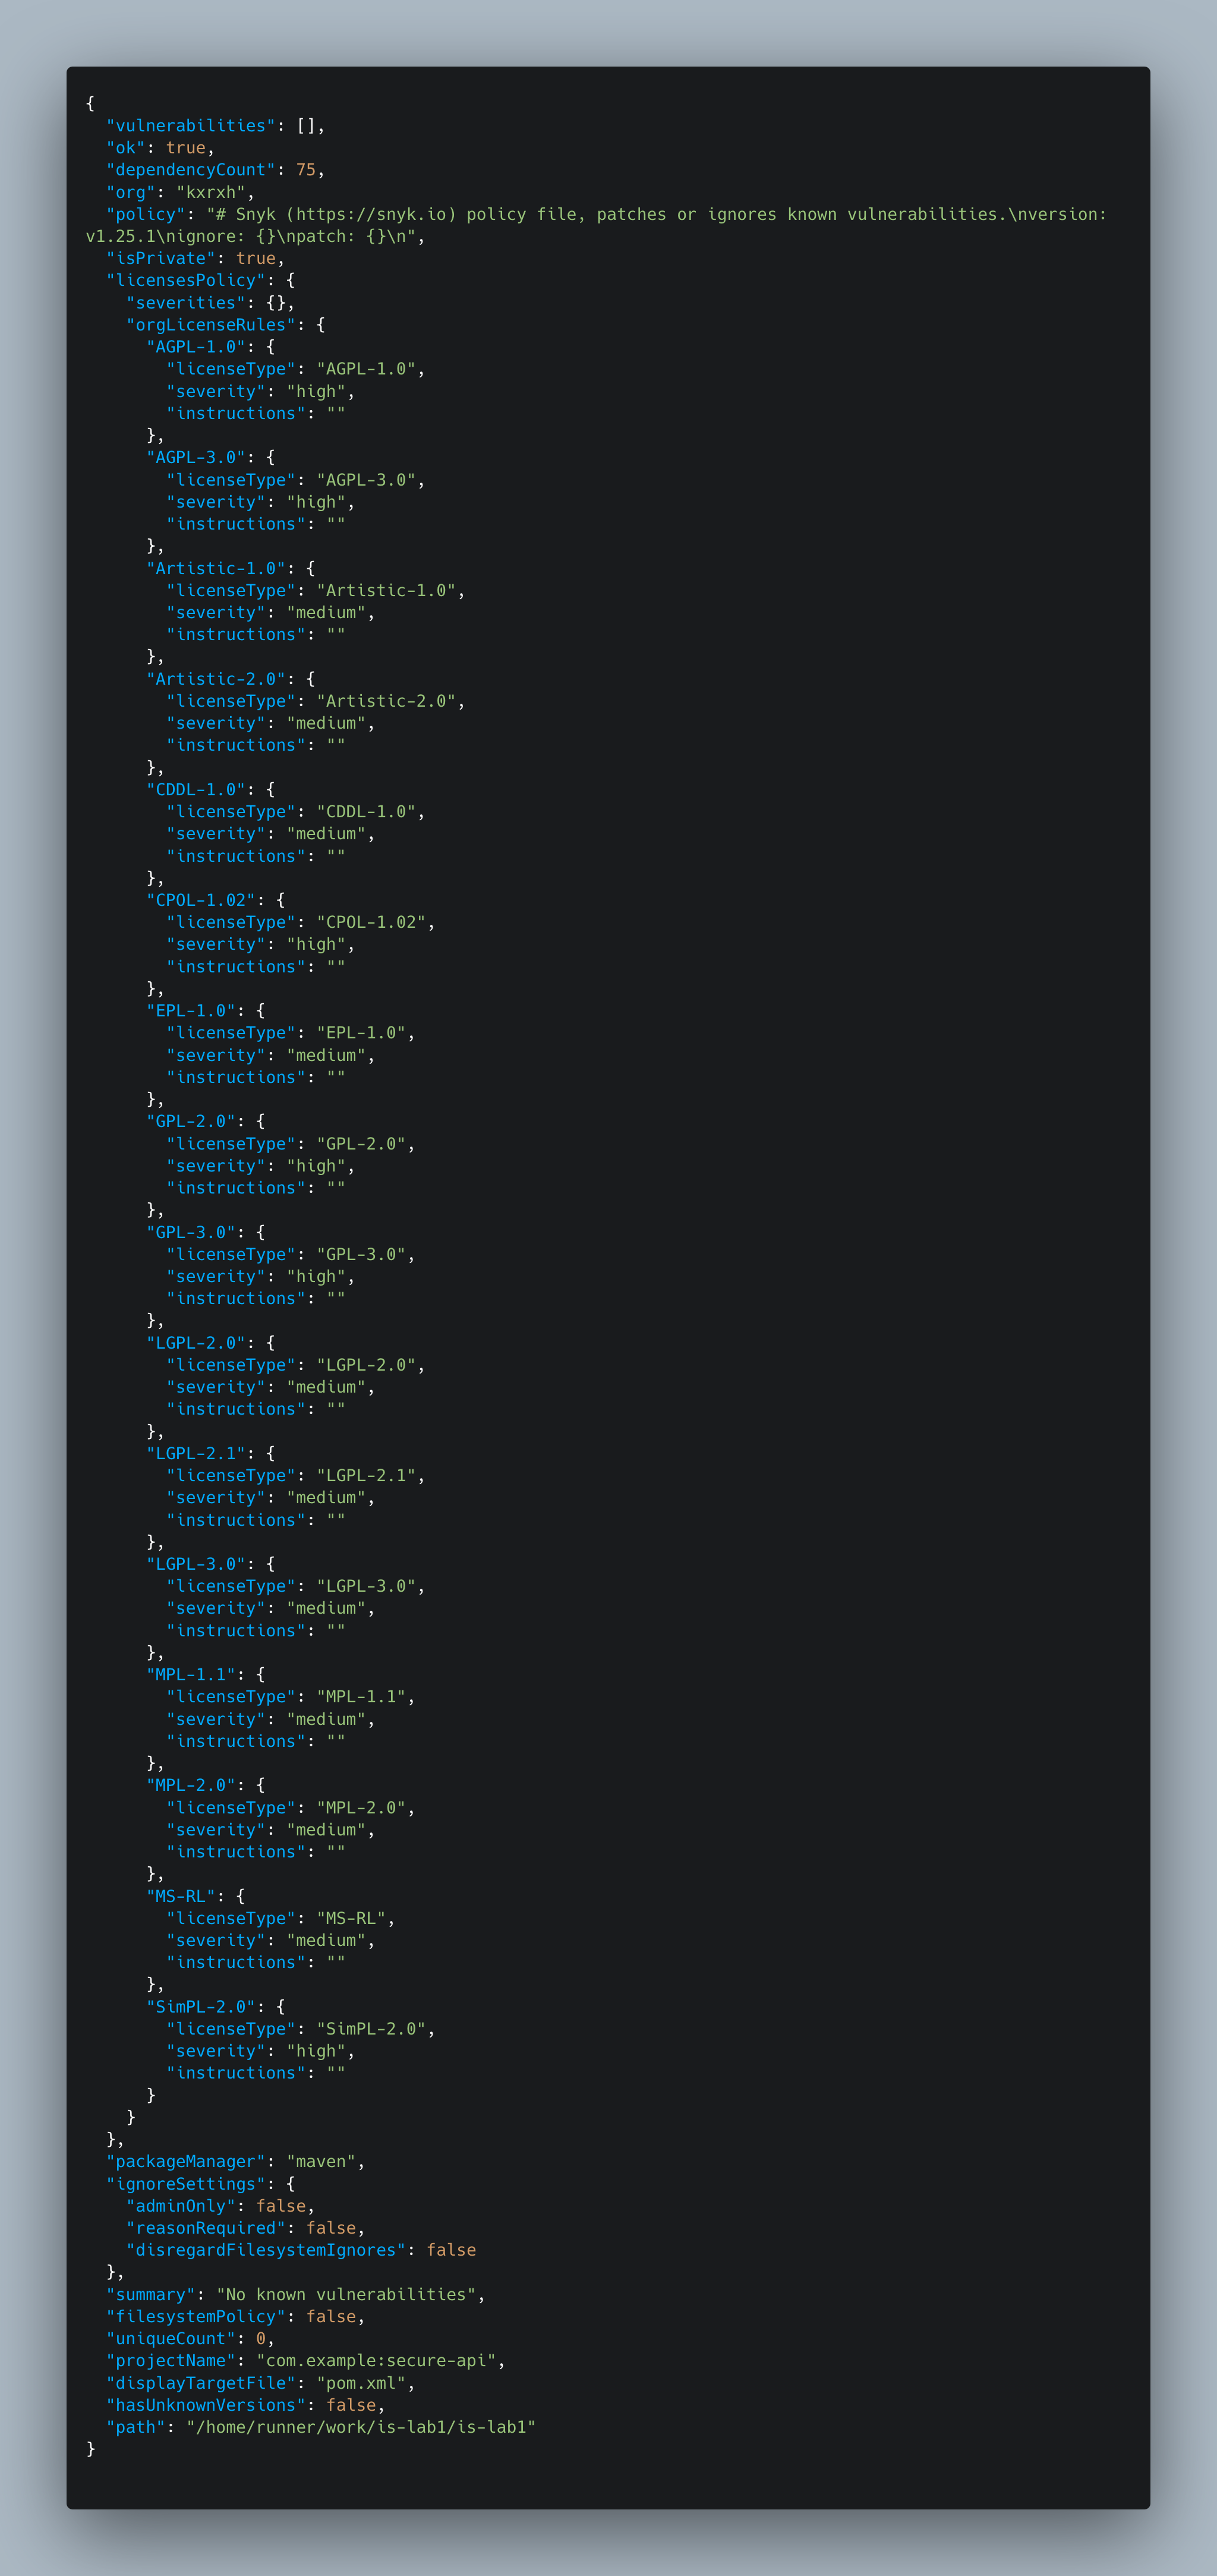 {
  "vulnerabilities": [],
  "ok": true,
  "dependencyCount": 75,
  "org": "kxrxh",
  "policy": "# Snyk (https://snyk.io) policy file, patches or ignores known vulnerabilities.\nversion:
v1.25.1\nignore: {}\npatch: {}\n",
  "isPrivate": true,
  "licensesPolicy": {
    "severities": {},
    "orgLicenseRules": {
      "AGPL-1.0": {
        "licenseType": "AGPL-1.0",
        "severity": "high",
        "instructions": ""
      },
      "AGPL-3.0": {
        "licenseType": "AGPL-3.0",
        "severity": "high",
        "instructions": ""
      },
      "Artistic-1.0": {
        "licenseType": "Artistic-1.0",
        "severity": "medium",
        "instructions": ""
      },
      "Artistic-2.0": {
        "licenseType": "Artistic-2.0",
        "severity": "medium",
        "instructions": ""
      },
      "CDDL-1.0": {
        "licenseType": "CDDL-1.0",
        "severity": "medium",
        "instructions": ""
      },
      "CPOL-1.02": {
        "licenseType": "CPOL-1.02",
        "severity": "high",
        "instructions": ""
      },
      "EPL-1.0": {
        "licenseType": "EPL-1.0",
        "severity": "medium",
        "instructions": ""
      },
      "GPL-2.0": {
        "licenseType": "GPL-2.0",
        "severity": "high",
        "instructions": ""
      },
      "GPL-3.0": {
        "licenseType": "GPL-3.0",
        "severity": "high",
        "instructions": ""
      },
      "LGPL-2.0": {
        "licenseType": "LGPL-2.0",
        "severity": "medium",
        "instructions": ""
      },
      "LGPL-2.1": {
        "licenseType": "LGPL-2.1",
        "severity": "medium",
        "instructions": ""
      },
      "LGPL-3.0": {
        "licenseType": "LGPL-3.0",
        "severity": "medium",
        "instructions": ""
      },
      "MPL-1.1": {
        "licenseType": "MPL-1.1",
        "severity": "medium",
        "instructions": ""
      },
      "MPL-2.0": {
        "licenseType": "MPL-2.0",
        "severity": "medium",
        "instructions": ""
      },
      "MS-RL": {
        "licenseType": "MS-RL",
        "severity": "medium",
        "instructions": ""
      },
      "SimPL-2.0": {
        "licenseType": "SimPL-2.0",
        "severity": "high",
        "instructions": ""
      }
    }
  },
  "packageManager": "maven",
  "ignoreSettings": {
    "adminOnly": false,
    "reasonRequired": false,
    "disregardFilesystemIgnores": false
  },
  "summary": "No known vulnerabilities",
  "filesystemPolicy": false,
  "uniqueCount": 0,
  "projectName": "com.example:secure-api",
  "displayTargetFile": "pom.xml",
  "hasUnknownVersions": false,
  "path": "/home/runner/work/is-lab1/is-lab1"
}